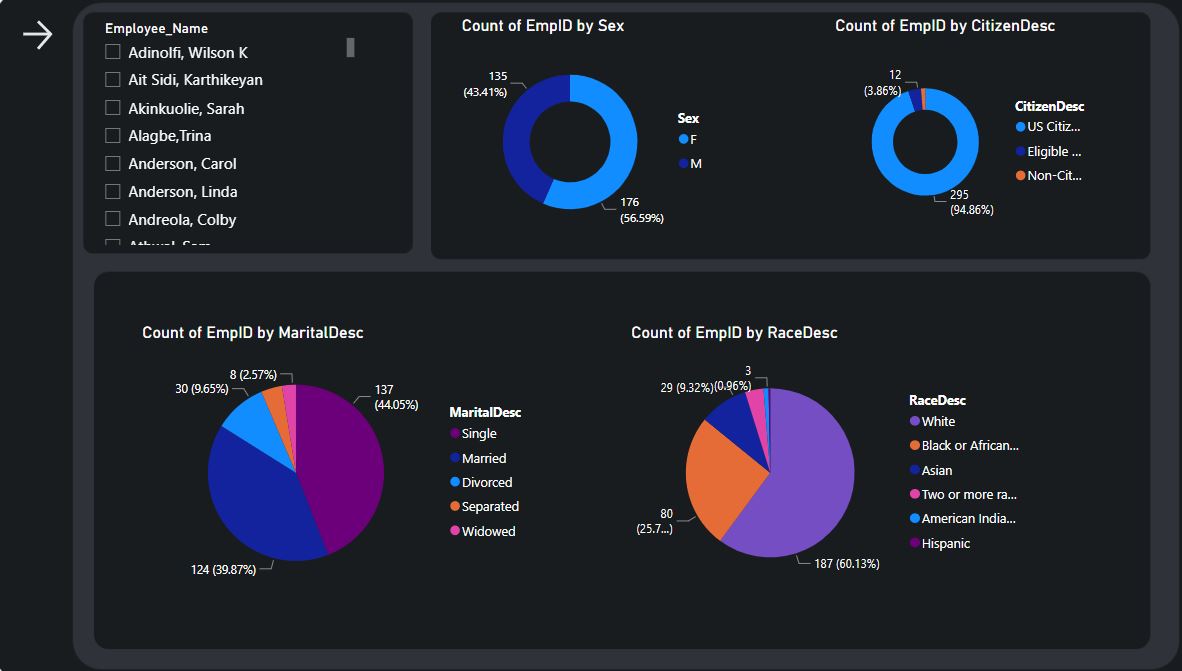 Employee_Name
Adinolfi, Wilson K
Ait Sidi, Karthikeyan
Akinkuolie, Sarah
Alagbe,Trina
Anderson, Carol
Anderson, Linda
Andreola, Colby
Count of EmpID by Sex
135
(43.41%)
176
(56.59%)
Sex
F
M
Count of EmpID by CitizenDesc
12
(3.86%)
295
(94.86%)
CitizenDesc
US Citiz...
Eligible ...
Non-Cit...
Count of EmpID by MaritalDesc
8 (2.57%)
30 (9.65%)
137
(44.05%)
124 (39.87%)
MaritalDesc
Single
Married
Divorced
Separated
Widowed
Count of EmpID by RaceDesc
3
(0.96%)
29 (9.32%)
80
(25.7...)
187 (60.13%)
RaceDesc
White
Black or African...
Asian
Two or more ra...
American India...
Hispanic